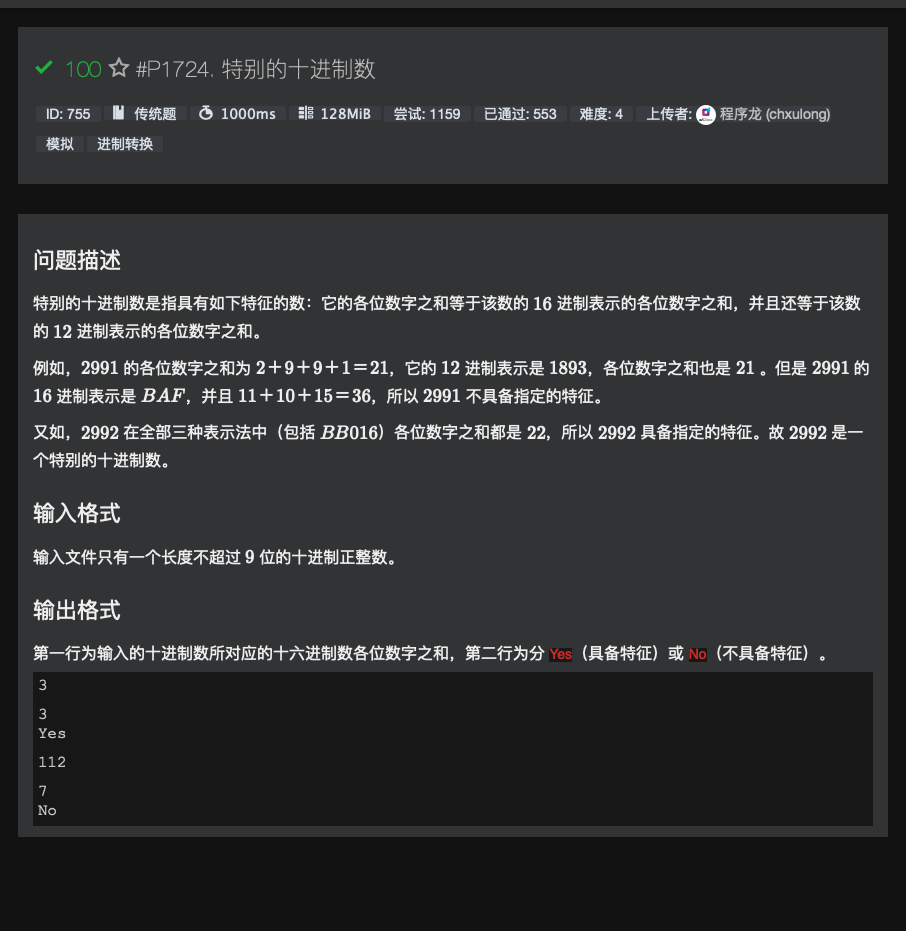 100 #P1724. 特别的十进制数
ID: 755 传统题 1000ms 128MiB 尝试: 1159 已通过: 553 难度: 4 上传者: 程序龙 (chxulong)
模拟 进制转换
问题描述
特别的十进制数是指具有如下特征的数：它的各位数字之和等于该数的 16 进制表示的各位数字之和，并且还等于该数
的 12 进制表示的各位数字之和。
例如，2991 的各位数字之和为 2+9+9+1=21，它的 12 进制表示是 1893，各位数字之和也是 21 。但是 2991 的
16 进制表示是 BAF，并且 11+10+15=36，所以 2991 不具备指定的特征。
又如，2992 在全部三种表示法中（包括 BB016）各位数字之和都是 22，所以 2992 具备指定的特征。故 2992 是一
个特别的十进制数。
输入格式
输入文件只有一个长度不超过 9 位的十进制正整数。
输出格式
第一行为输入的十进制数所对应的十六进制数各位数字之和，第二行为分 Yes（具备特征）或 No（不具备特征）。
3
3
Yes
112
7
No